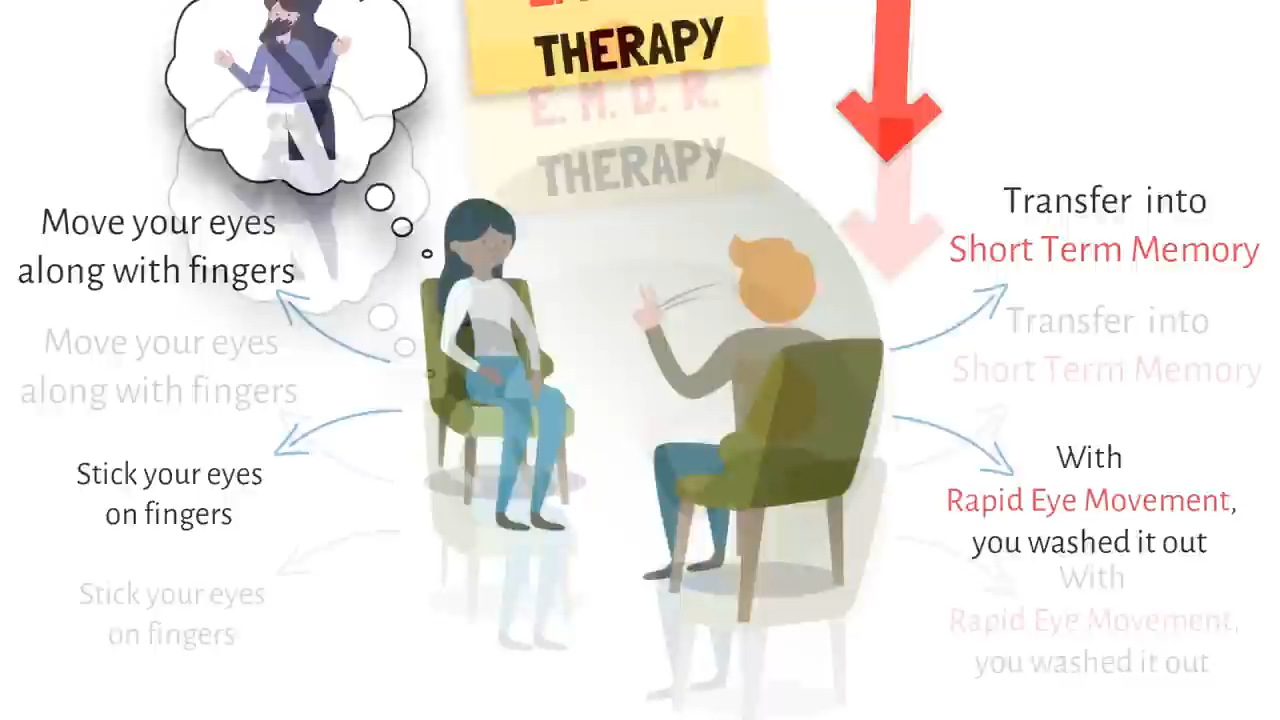 THERAPY
E. M. D. R.
THERAPY
Move your eyes
along with fingers
Move your eyes
along with fingers
Stick your eyes
on fingers
Stick your eyes
on fingers
Transfer into
Short Term Memory
Transfer into
Short Term Memory
With
Rapid Eye Movement,
you washed it out
With
Rapid Eye Movement,
you washed it out